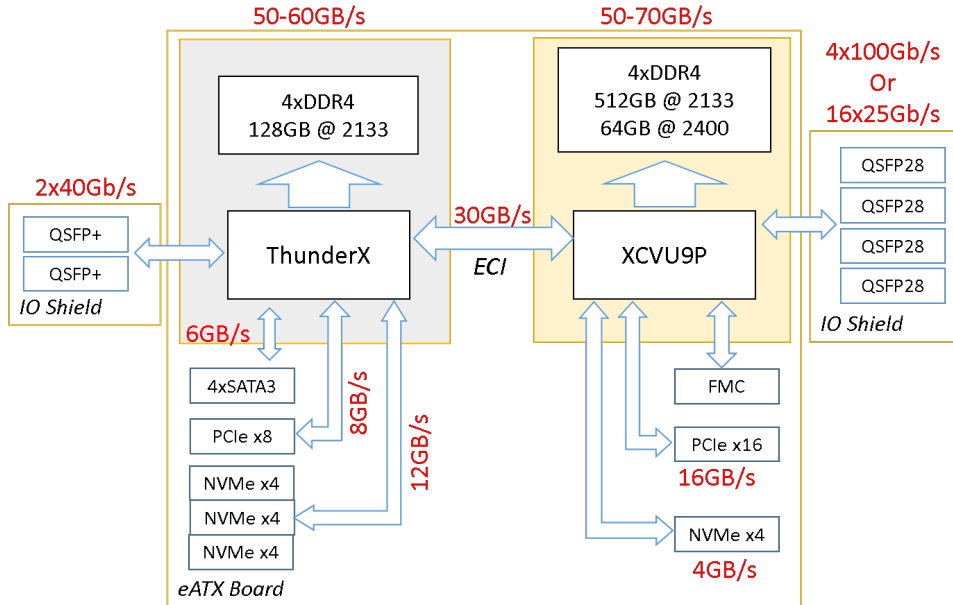 50-60GB/s
50-70GB/s
4xDDR4
128GB @ 2133
4xDDR4
512GB @ 2133
64GB @ 2400
4x100Gb/s
Or
16x25Gb/s
2x40Gb/s
QSFP+
QSFP+
IO Shield
ThunderX
30GB/s
ECI
XCVU9P
QSFP28
QSFP28
QSFP28
QSFP28
IO Shield
6GB/s
4xSATA3
PCIe x8
8GB/s
12GB/s
NVMe x4
NVMe x4
NVMe x4
eATX Board
FMC
PCIe x16
16GB/s
NVMe x4
4GB/s